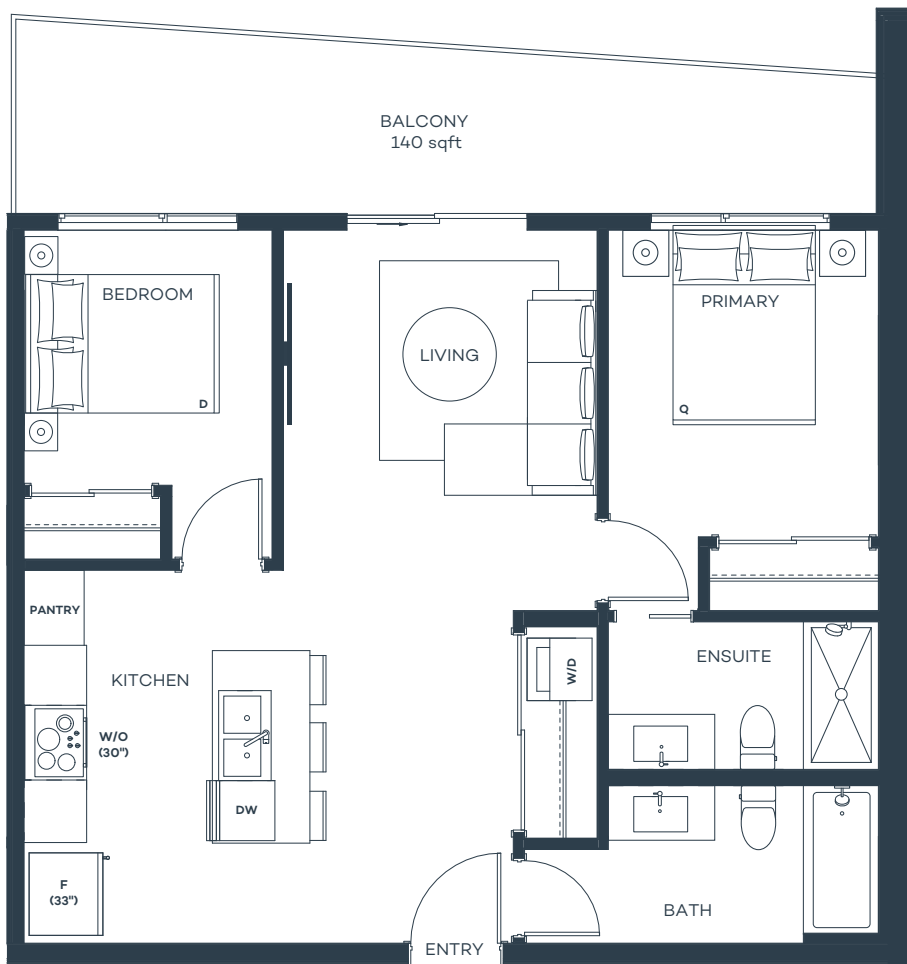 BALCONY
140 sqft
BEDROOM
D
LIVING
PRIMARY
Q
PANTRY
KITCHEN
W/O
(30")
DW
F
(33")
W/D
ENSUITE
BATH
ENTRY